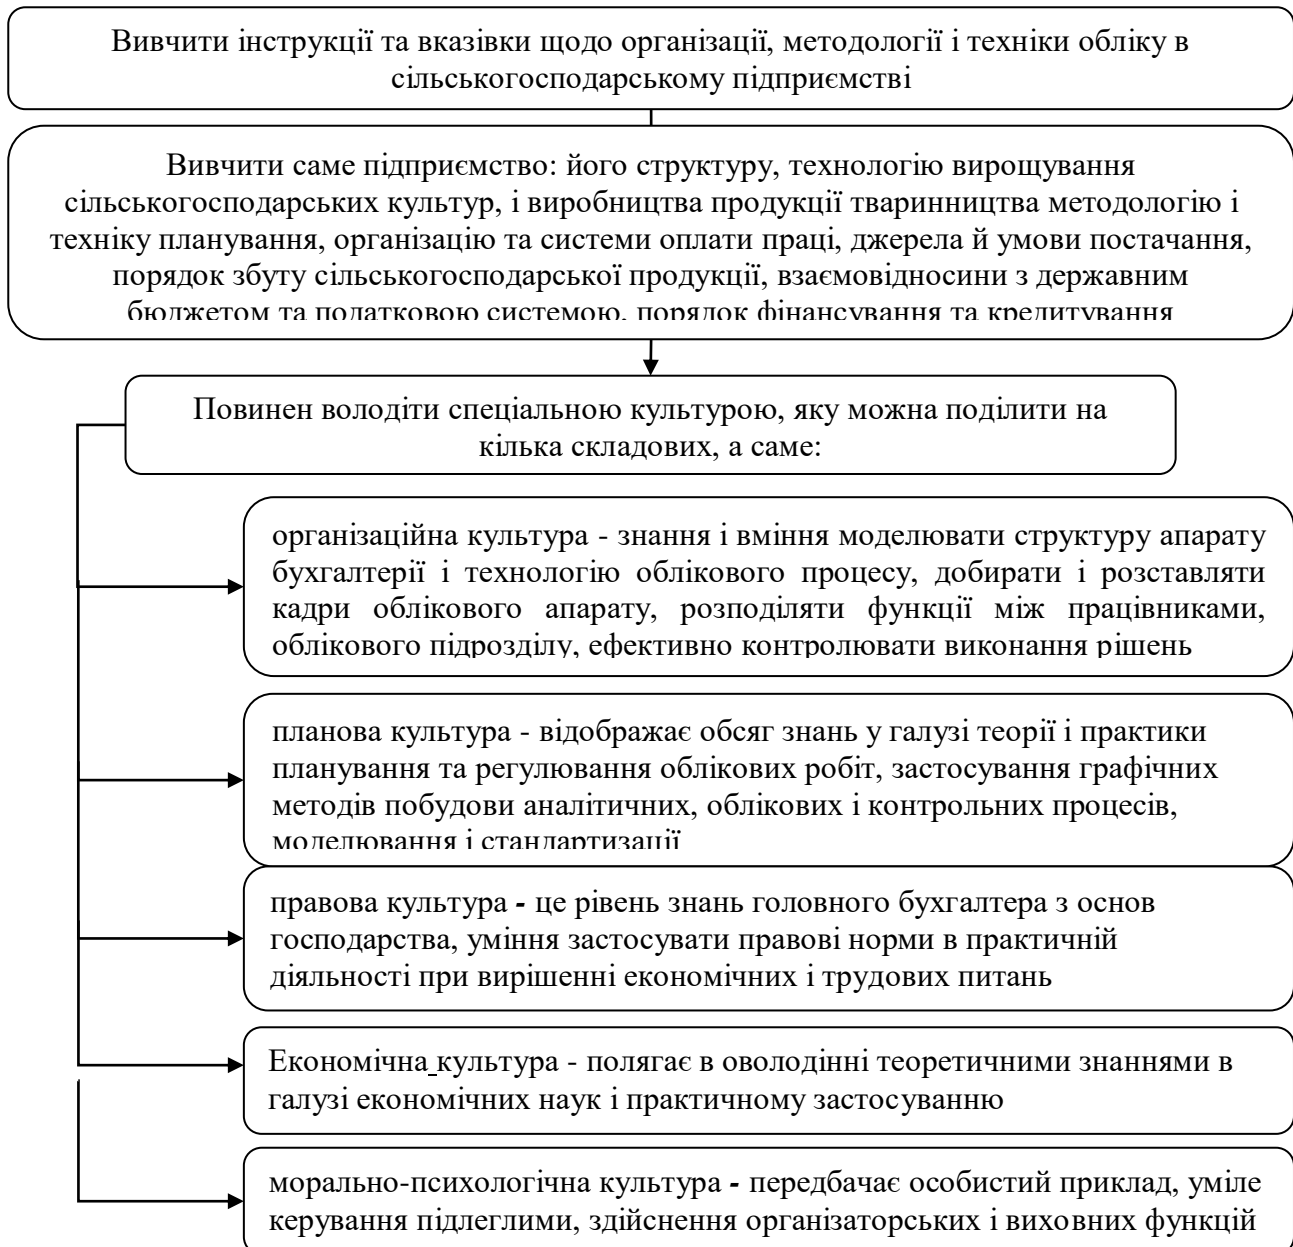 Вивчити інструкції та вказівки щодо організації, методології і техніки обліку в
сільськогосподарському підприємстві
Вивчити саме підприємство: його структуру, технологію вирощування
сільськогосподарських культур, і виробництва продукції тваринництва методологію і
техніку планування, організацію та системи оплати праці, джерела й умови постачання,
порядок збуту сільськогосподарської продукції, взаємовідносини з державним
бюджетом та податковою системою, порядок фінансування та кредитування
Повинен володіти спеціальною культурою, яку можна поділити на
кілька складових, а саме:
організаційна культура - знання і вміння моделювати структуру апарату
бухгалтерії і технологію облікового процесу, добирати і розставляти
кадри облікового апарату, розподіляти функції між працівниками,
облікового підрозділу, ефективно контролювати виконання рішень
планова культура - відображає обсяг знань у галузі теорії і практики
планування та регулювання облікових робіт, застосування графічних
методів побудови аналітичних, облікових і контрольних процесів,
моделювання і стандартизації
правова культура - це рівень знань головного бухгалтера з основ
господарства, уміння застосувати правові норми в практичній
діяльності при вирішенні економічних і трудових питань
Економічна культура - полягає в оволодінні теоретичними знаннями в
галузі економічних наук і практичному застосуванню
морально-психологічна культура - передбачає особистий приклад, уміле
керування підлеглими, здійснення організаторських і виховних функцій